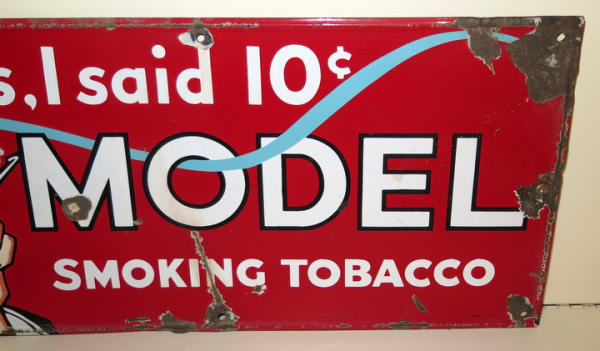 s, I said 10¢
MODEL
SMOKING TOBACCO